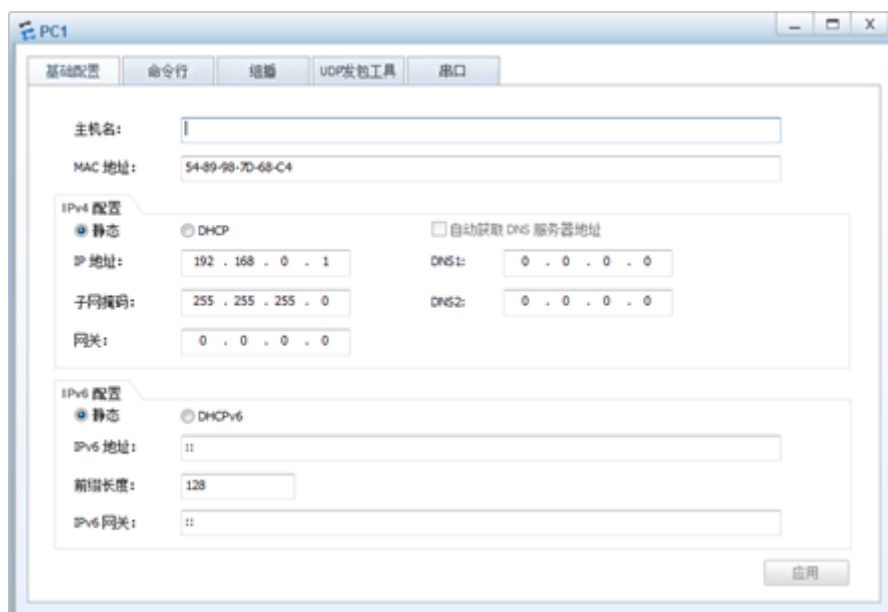 PC1
基础配置 命令行 组播 UDP发包工具 串口
主机名：
MAC 地址： 54-89-98-7D-68-C4
IPv4 配置
静态 DHCP 自动获取 DNS 服务器地址
IP 地址： 192 . 168 . 0 . 1 DNS1: 0 . 0 . 0 . 0
子网掩码： 255 . 255 . 255 . 0 DNS2: 0 . 0 . 0 . 0
网关： 0 . 0 . 0 . 0
IPv6 配置
静态 DHCPv6
IPv6 地址： ::
前缀长度： 128
IPv6 网关： ::
应用